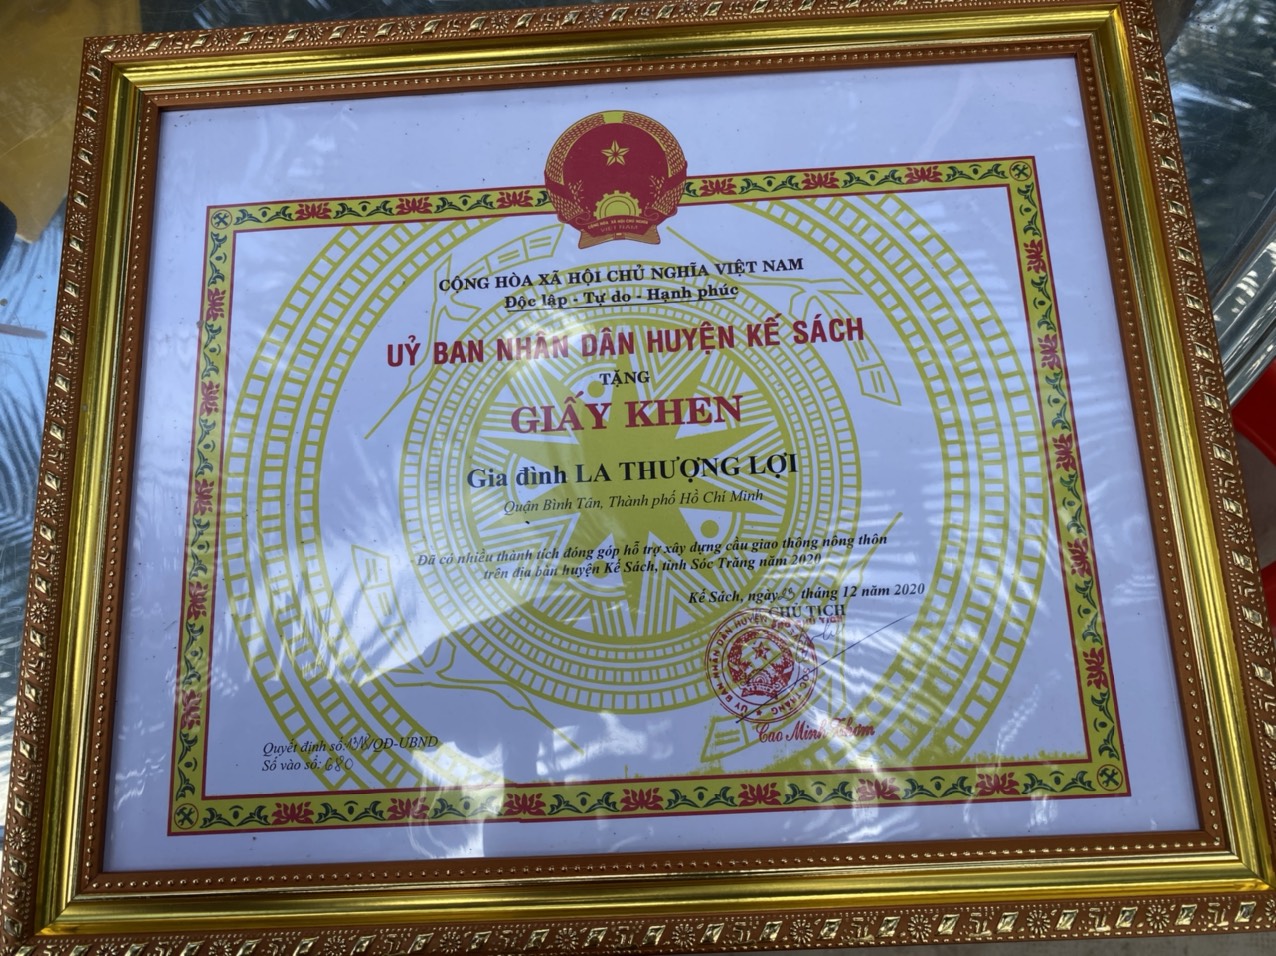 CỘNG HÒA XÃ HỘI CHỦ NGHĨA VIỆT NAM
Độc lập - Tự do - Hạnh phúc
UỶ BAN NHÂN DÂN HUYỆN KẾ SÁCH
TẶNG
GIẤY KHEN
Gia đình LA THƯỢNG LỢI
Quận Bình Tân, Thành phố Hồ Chí Minh
Đã có nhiều thành tích đóng góp hỗ trợ xây dựng cầu giao thông nông thôn
trên địa bàn huyện Kế Sách, tỉnh Sóc Trăng năm 2020
Kế Sách, ngày tháng 12 năm 2020
CHỦ TỊCH
Cao Minh
Quyết định số: QĐ-UBND
Số vào sổ: 680